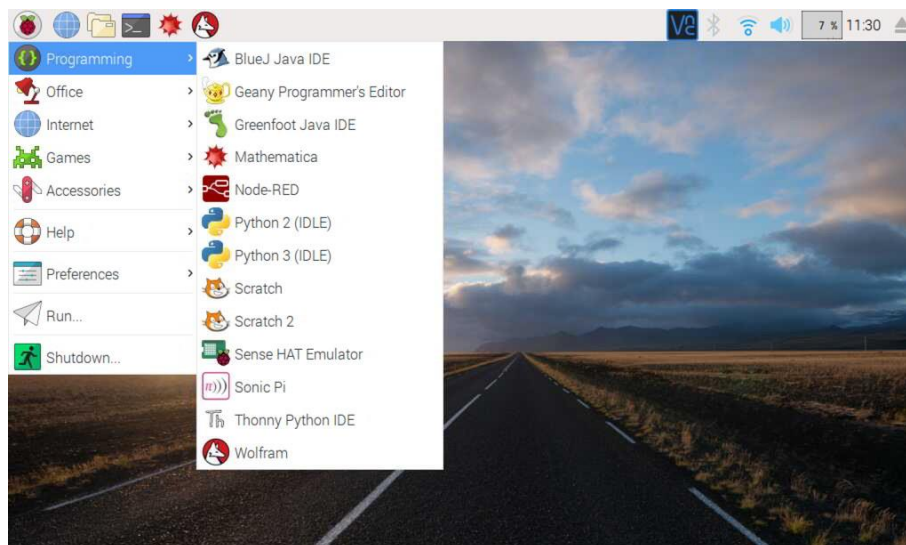 VC
7 %
11:30
Programming
Office
Internet
Games
Accessories
Help
Preferences
Run...
Shutdown...
BlueJ Java IDE
Geany Programmer's Editor
Greenfoot Java IDE
Mathematica
Node-RED
Python 2 (IDLE)
Python 3 (IDLE)
Scratch
Scratch 2
Sense HAT Emulator
π))) Sonic Pi
Th Thonny Python IDE
Wolfram